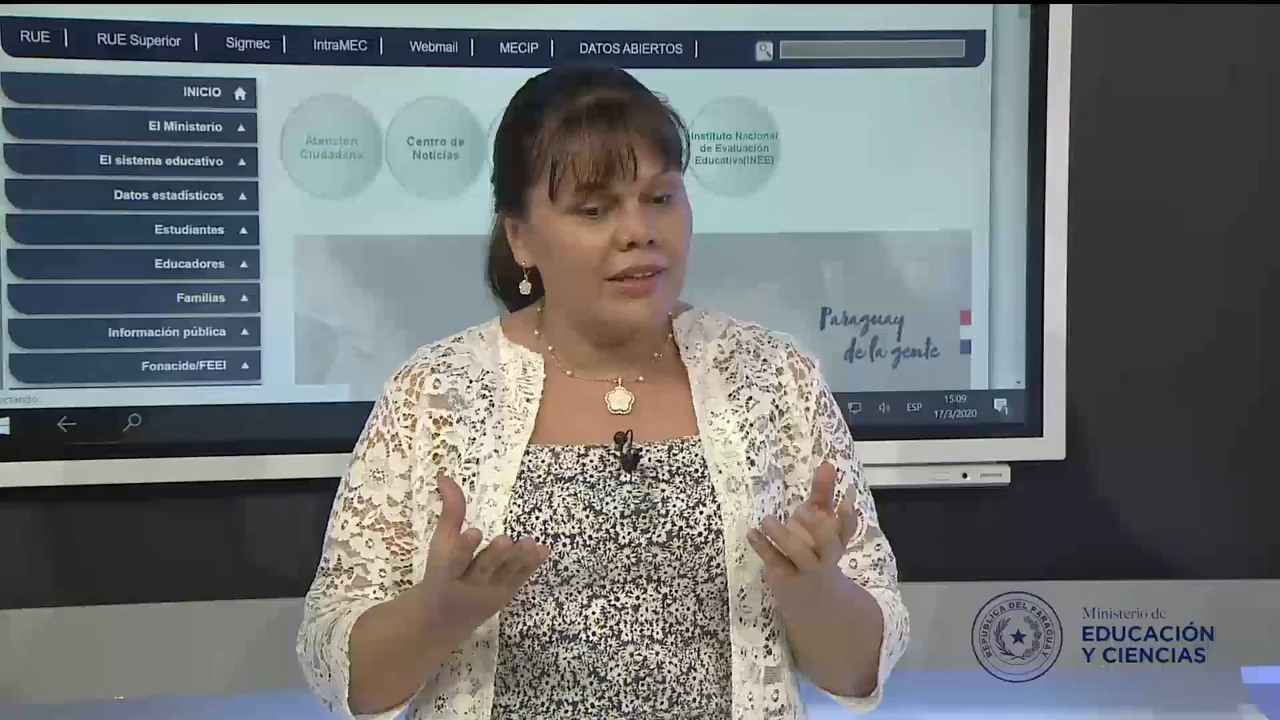 RUE | RUE Superior | Sigmec | IntraMEC | Webmail | MECIP | DATOS ABIERTOS |
INICIO
El Ministerio
El sistema educativo
Datos estadísticos
Estudiantes
Educadores
Familias
Información pública
Fonacide/FEEI
Atención
Ciudadana
Centro de
Noticias
Instituto Nacional
de Evaluación
Educativa(INEE)
Paraguay
de la gente
ESP
15:09
17/3/2020
REPUBLICA DEL PARAGUAY
Ministerio de
EDUCACIÓN
Y CIENCIAS